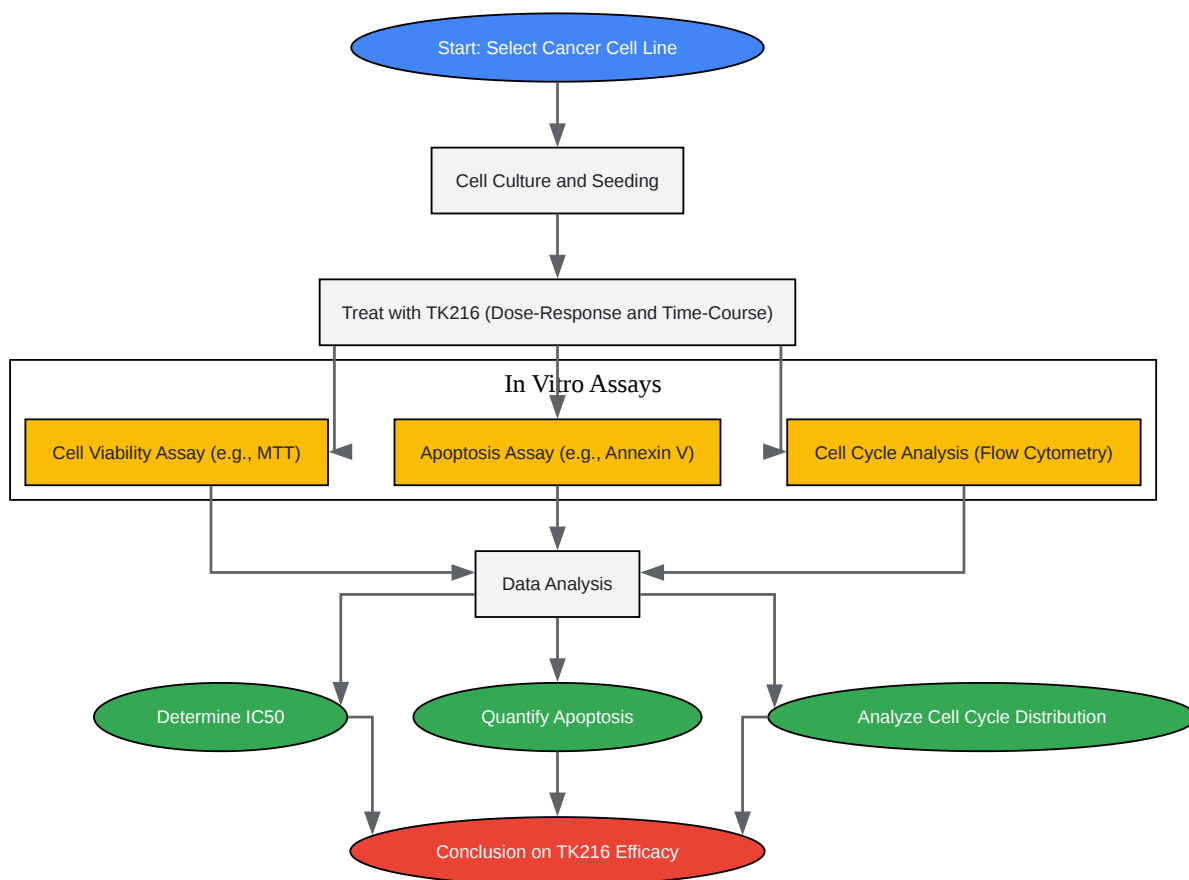 Start: Select Cancer Cell Line
Cell Culture and Seeding
Treat with TK216 (Dose-Response and Time-Course)
In Vitro Assays
Cell Viability Assay (e.g., MTT)
Apoptosis Assay (e.g., Annexin V)
Cell Cycle Analysis (Flow Cytometry)
Data Analysis
Determine IC50
Quantify Apoptosis
Analyze Cell Cycle Distribution
Conclusion on TK216 Efficacy